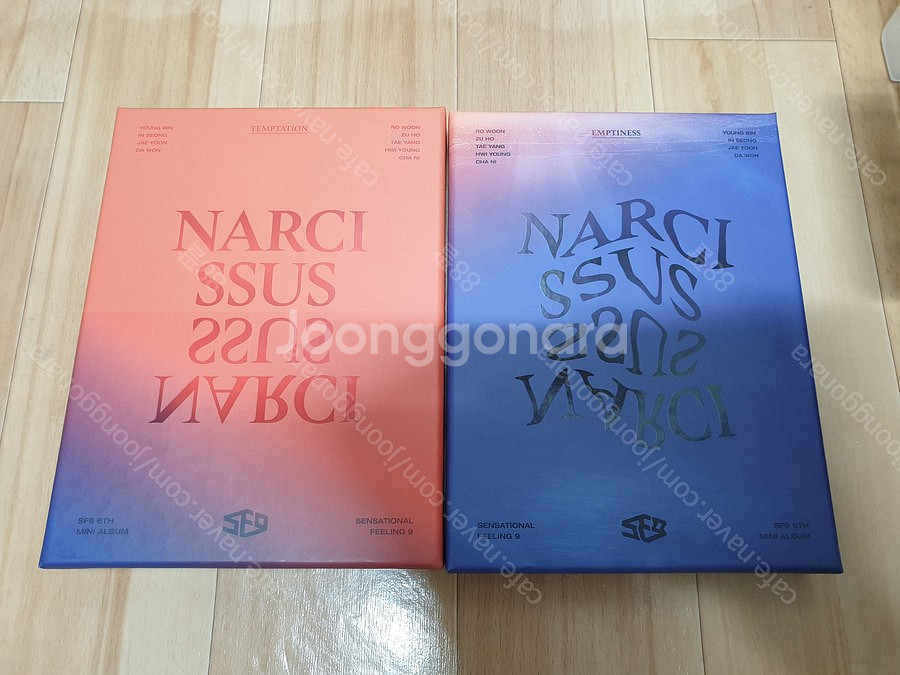 TEMPTATION
YOUNG BIN
IN SEONG
JAE YOON
DA WON
RO WOON
ZU HO
TAE YANG
HWI YOUNG
CHA NI
NARCI
SSUS
SSUS
NARCI
SF9 6TH
MINI ALBUM
SF9
SENSATIONAL
FEELING 9
EMPTINESS
RO WOON
ZU HO
TAE YANG
HWI YOUNG
CHA NI
YOUNG BIN
IN SEONG
JAE YOON
DA WON
NARCI
SSUS
SSUS
NARCI
SENSATIONAL
FEELING 9
SF9
SF9 6TH
MINI ALBUM
Joonggonara
cafe.naver.com/joonggonara